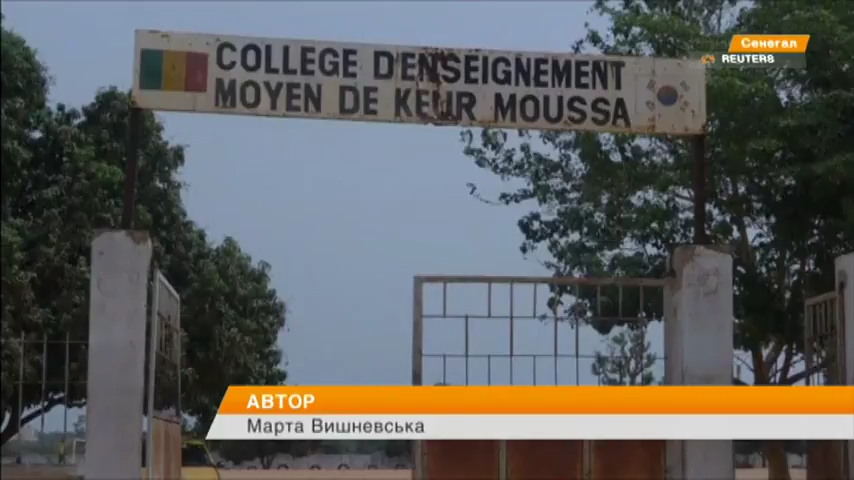 COLLEGE D'ENSEIGNEMENT
MOYEN DE KEUR MOUSSA
Сенегал
REUTERS
АВТОР
Марта Вишневська